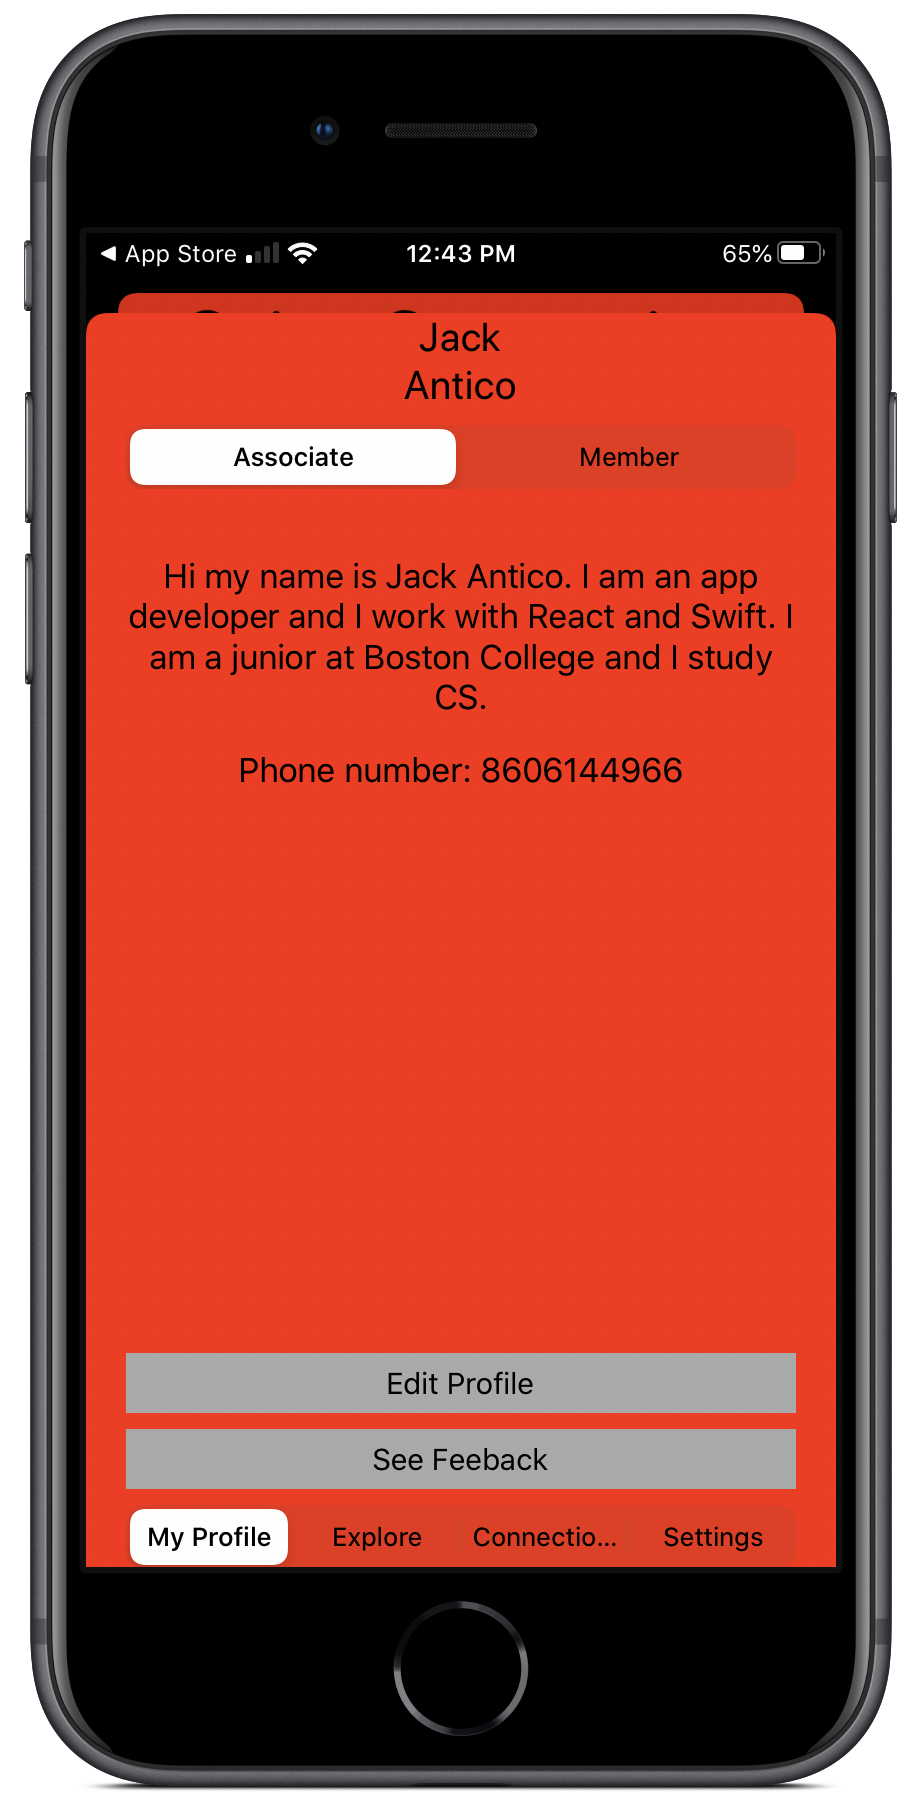 App Store
12:43 PM
65%
Jack
Antico
Associate
Member
Hi my name is Jack Antico. I am an app
developer and I work with React and Swift. I
am a junior at Boston College and I study
CS.
Phone number: 8606144966
Edit Profile
See Feeback
My Profile
Explore
Connectio...
Settings